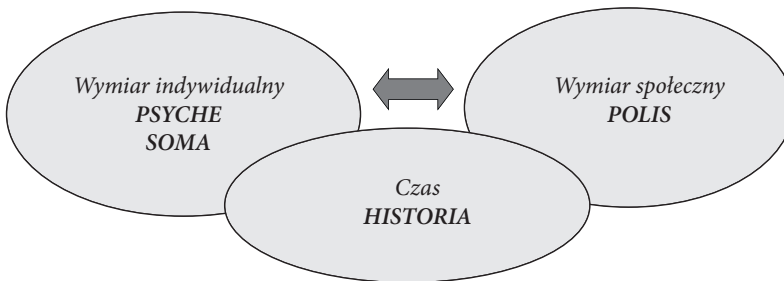 Wymiar indywidualny
PSYCHE
SOMA
Wymiar społeczny
POLIS
Czas
HISTORIA